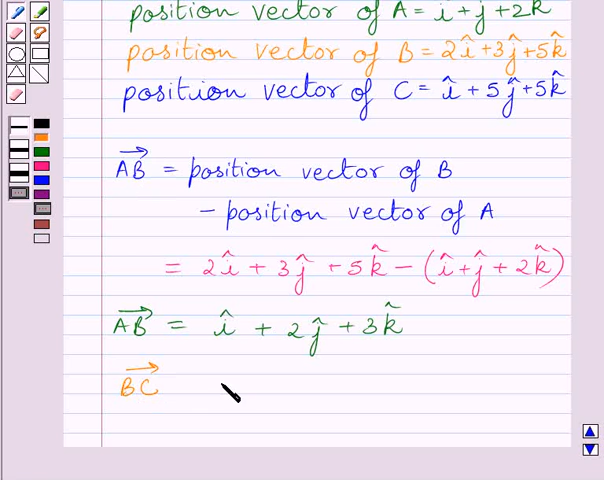 position vector of A = î + ĵ + 2k̂
position vector of B = 2î + 3ĵ + 5k̂
position vector of C = î + 5ĵ + 5k̂
AB⃗ = position vector of B
- position vector of A
= 2î + 3ĵ + 5k̂ - (î + ĵ + 2k̂)
AB⃗ = î + 2ĵ + 3k̂
BC⃗